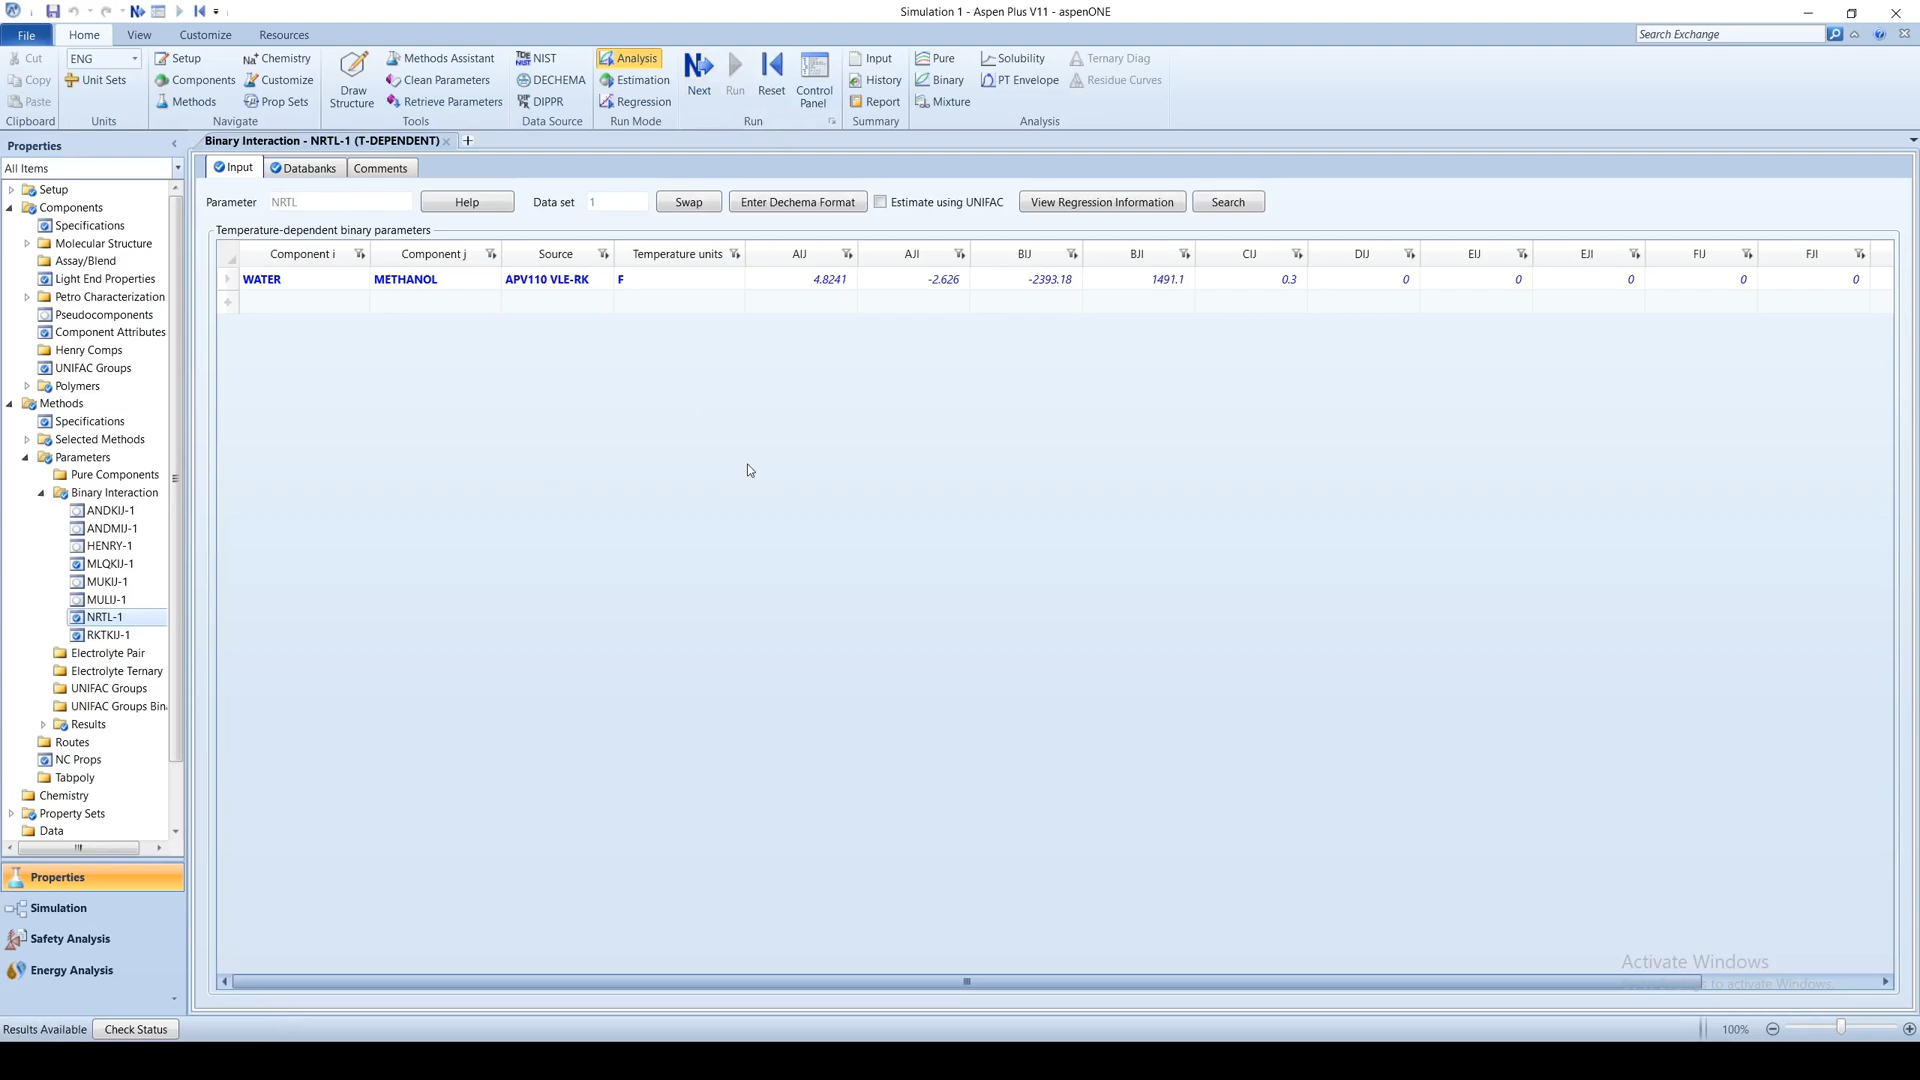 Simulation 1 - Aspen Plus V11 - aspenONE
File Home View Customize Resources Search Exchange
Cut ENG Setup Chemistry Methods Assistant NIST Analysis Input Pure Solubility Ternary Diag
Copy Unit Sets Components Customize Clean Parameters DECHEMA Estimation History Binary PT Envelope Residue Curves
Draw Structure Next Run Reset Control Panel
Paste Methods Prop Sets Retrieve Parameters DIPPR Regression Report Mixture
Clipboard Units Navigate Tools Data Source Run Mode Run Summary Analysis
Properties
Binary Interaction - NRTL-1 (T-DEPENDENT)
All Items
Input Databanks Comments
Parameter NRTL Help Data set 1 Swap Enter Dechema Format Estimate using UNIFAC View Regression Information Search
Temperature-dependent binary parameters
Component i Component j Source Temperature units AIJ AJI BIJ BJI CIJ DIJ EIJ EJI FIJ FJI
WATER METHANOL APV110 VLE-RK F 4.8241 -2.626 -2393.18 1491.1 0.3 0 0 0 0 0
Setup
Components
Specifications
Molecular Structure
Assay/Blend
Light End Properties
Petro Characterization
Pseudocomponents
Component Attributes
Henry Comps
UNIFAC Groups
Polymers
Methods
Specifications
Selected Methods
Parameters
Pure Components
Binary Interaction
ANDKIJ-1
ANDMIJ-1
HENRY-1
MLQKIJ-1
MUKIJ-1
MULIJ-1
NRTL-1
RKTKIJ-1
Electrolyte Pair
Electrolyte Ternary
UNIFAC Groups
UNIFAC Groups Bin
Results
Routes
NC Props
Tabpoly
Chemistry
Property Sets
Data
Properties
Simulation
Safety Analysis
Energy Analysis
Activate Windows
to activate Windows.
Results Available Check Status 100%